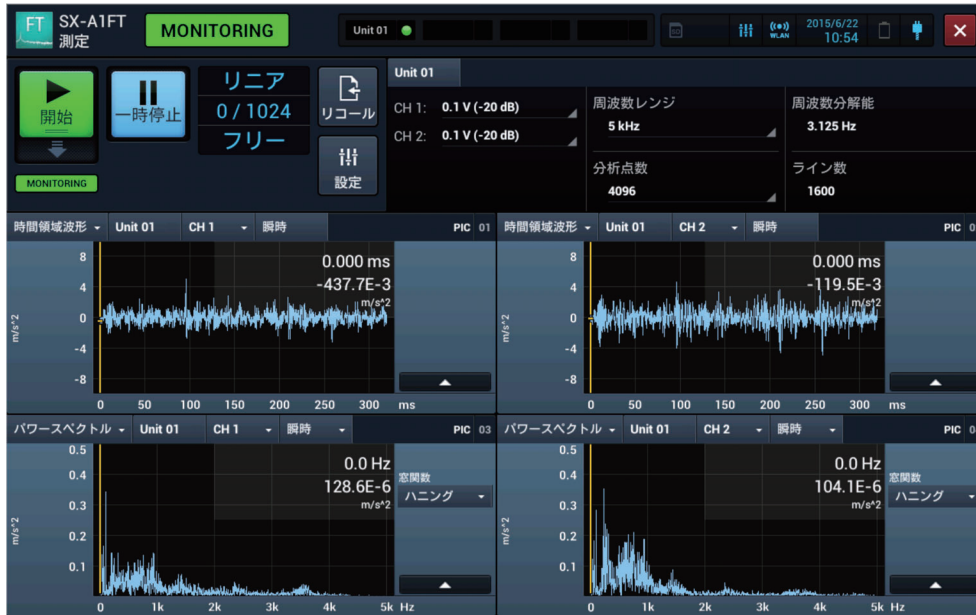 FT
SX-A1FT
測定
MONITORING
Unit 01
SD
WLAN
2015/6/22
10:54
開始
一時停止
リニア
0 / 1024
フリー
リコール
設定
MONITORING
Unit 01
CH 1: 0.1 V (-20 dB)
CH 2: 0.1 V (-20 dB)
周波数レンジ
5 kHz
周波数分解能
3.125 Hz
分析点数
4096
ライン数
1600
時間領域波形 Unit 01 CH 1 瞬時 PIC 01
0.000 ms
-437.7E-3
m/s^2
m/s^2
8
4
0
-4
-8
0 50 100 150 200 250 300 ms
時間領域波形 Unit 01 CH 2 瞬時 PIC
0.000 ms
-119.5E-3
m/s^2
m/s^2
8
4
0
-4
-8
0 50 100 150 200 250 300 ms
パワースペクトル Unit 01 CH 1 瞬時 PIC 03
0.0 Hz
128.6E-6
m/s^2
窓関数
ハニング
m/s^2
0.5
0.4
0.3
0.2
0.1
0 1k 2k 3k 4k 5k Hz
パワースペクトル Unit 01 CH 2 瞬時 PIC
0.0 Hz
104.1E-6
m/s^2
窓関数
ハニング
m/s^2
0.5
0.4
0.3
0.2
0.1
0 1k 2k 3k 4k 5k Hz